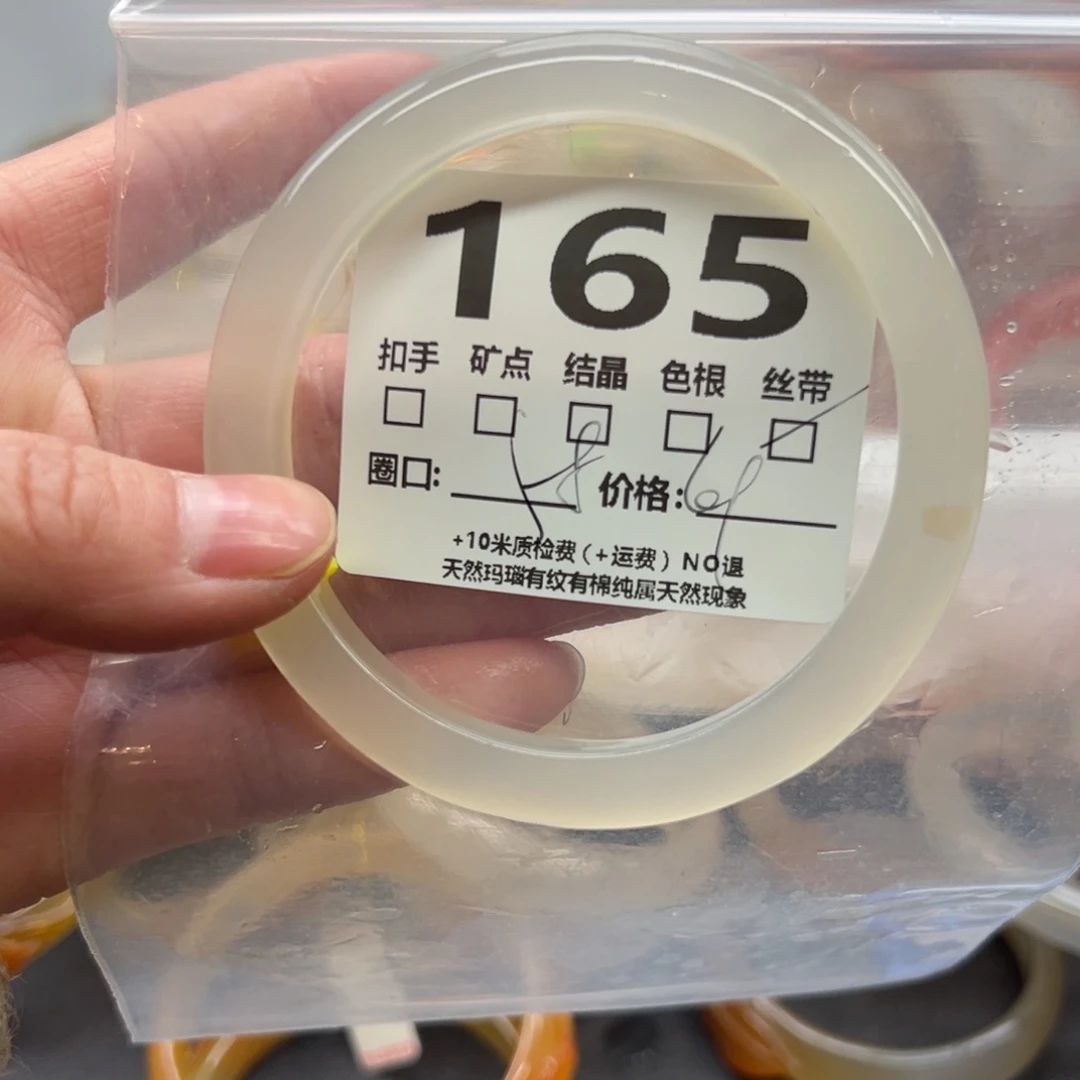 165
扣手 矿点 结晶 色根 丝带
圈口: 价格:
+10米质检费(+运费)NO退
天然玛瑙有纹有棉纯属天然现象